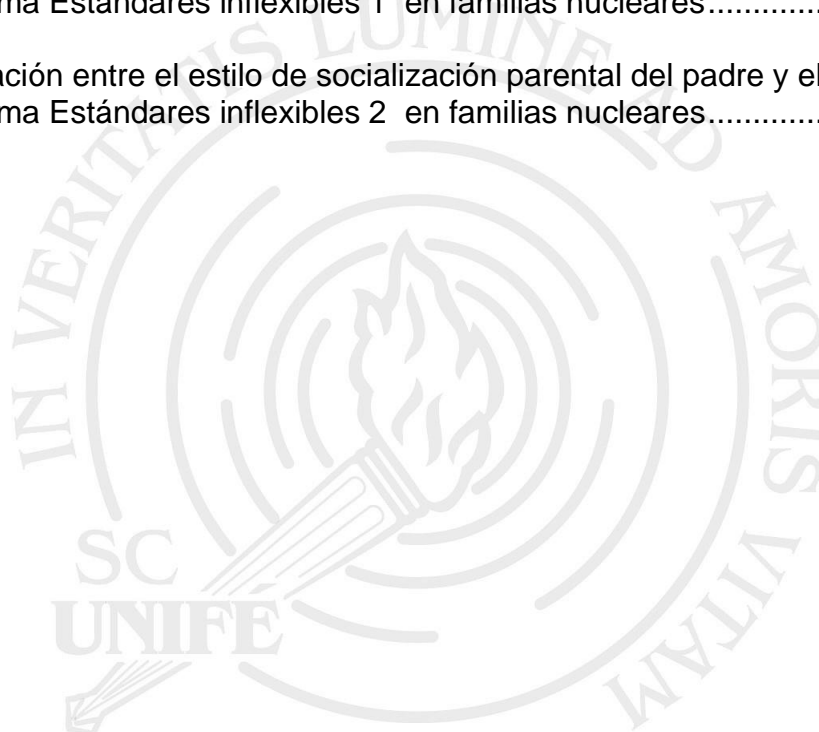 ma Estándares inflexibles 1 en familias nucleares.............
ación entre el estilo de socialización parental del padre y el
ma Estándares inflexibles 2 en familias nucleares.............
IN VERITATIS LUMINE AD AMORIS VITAM
SC
UNIFE